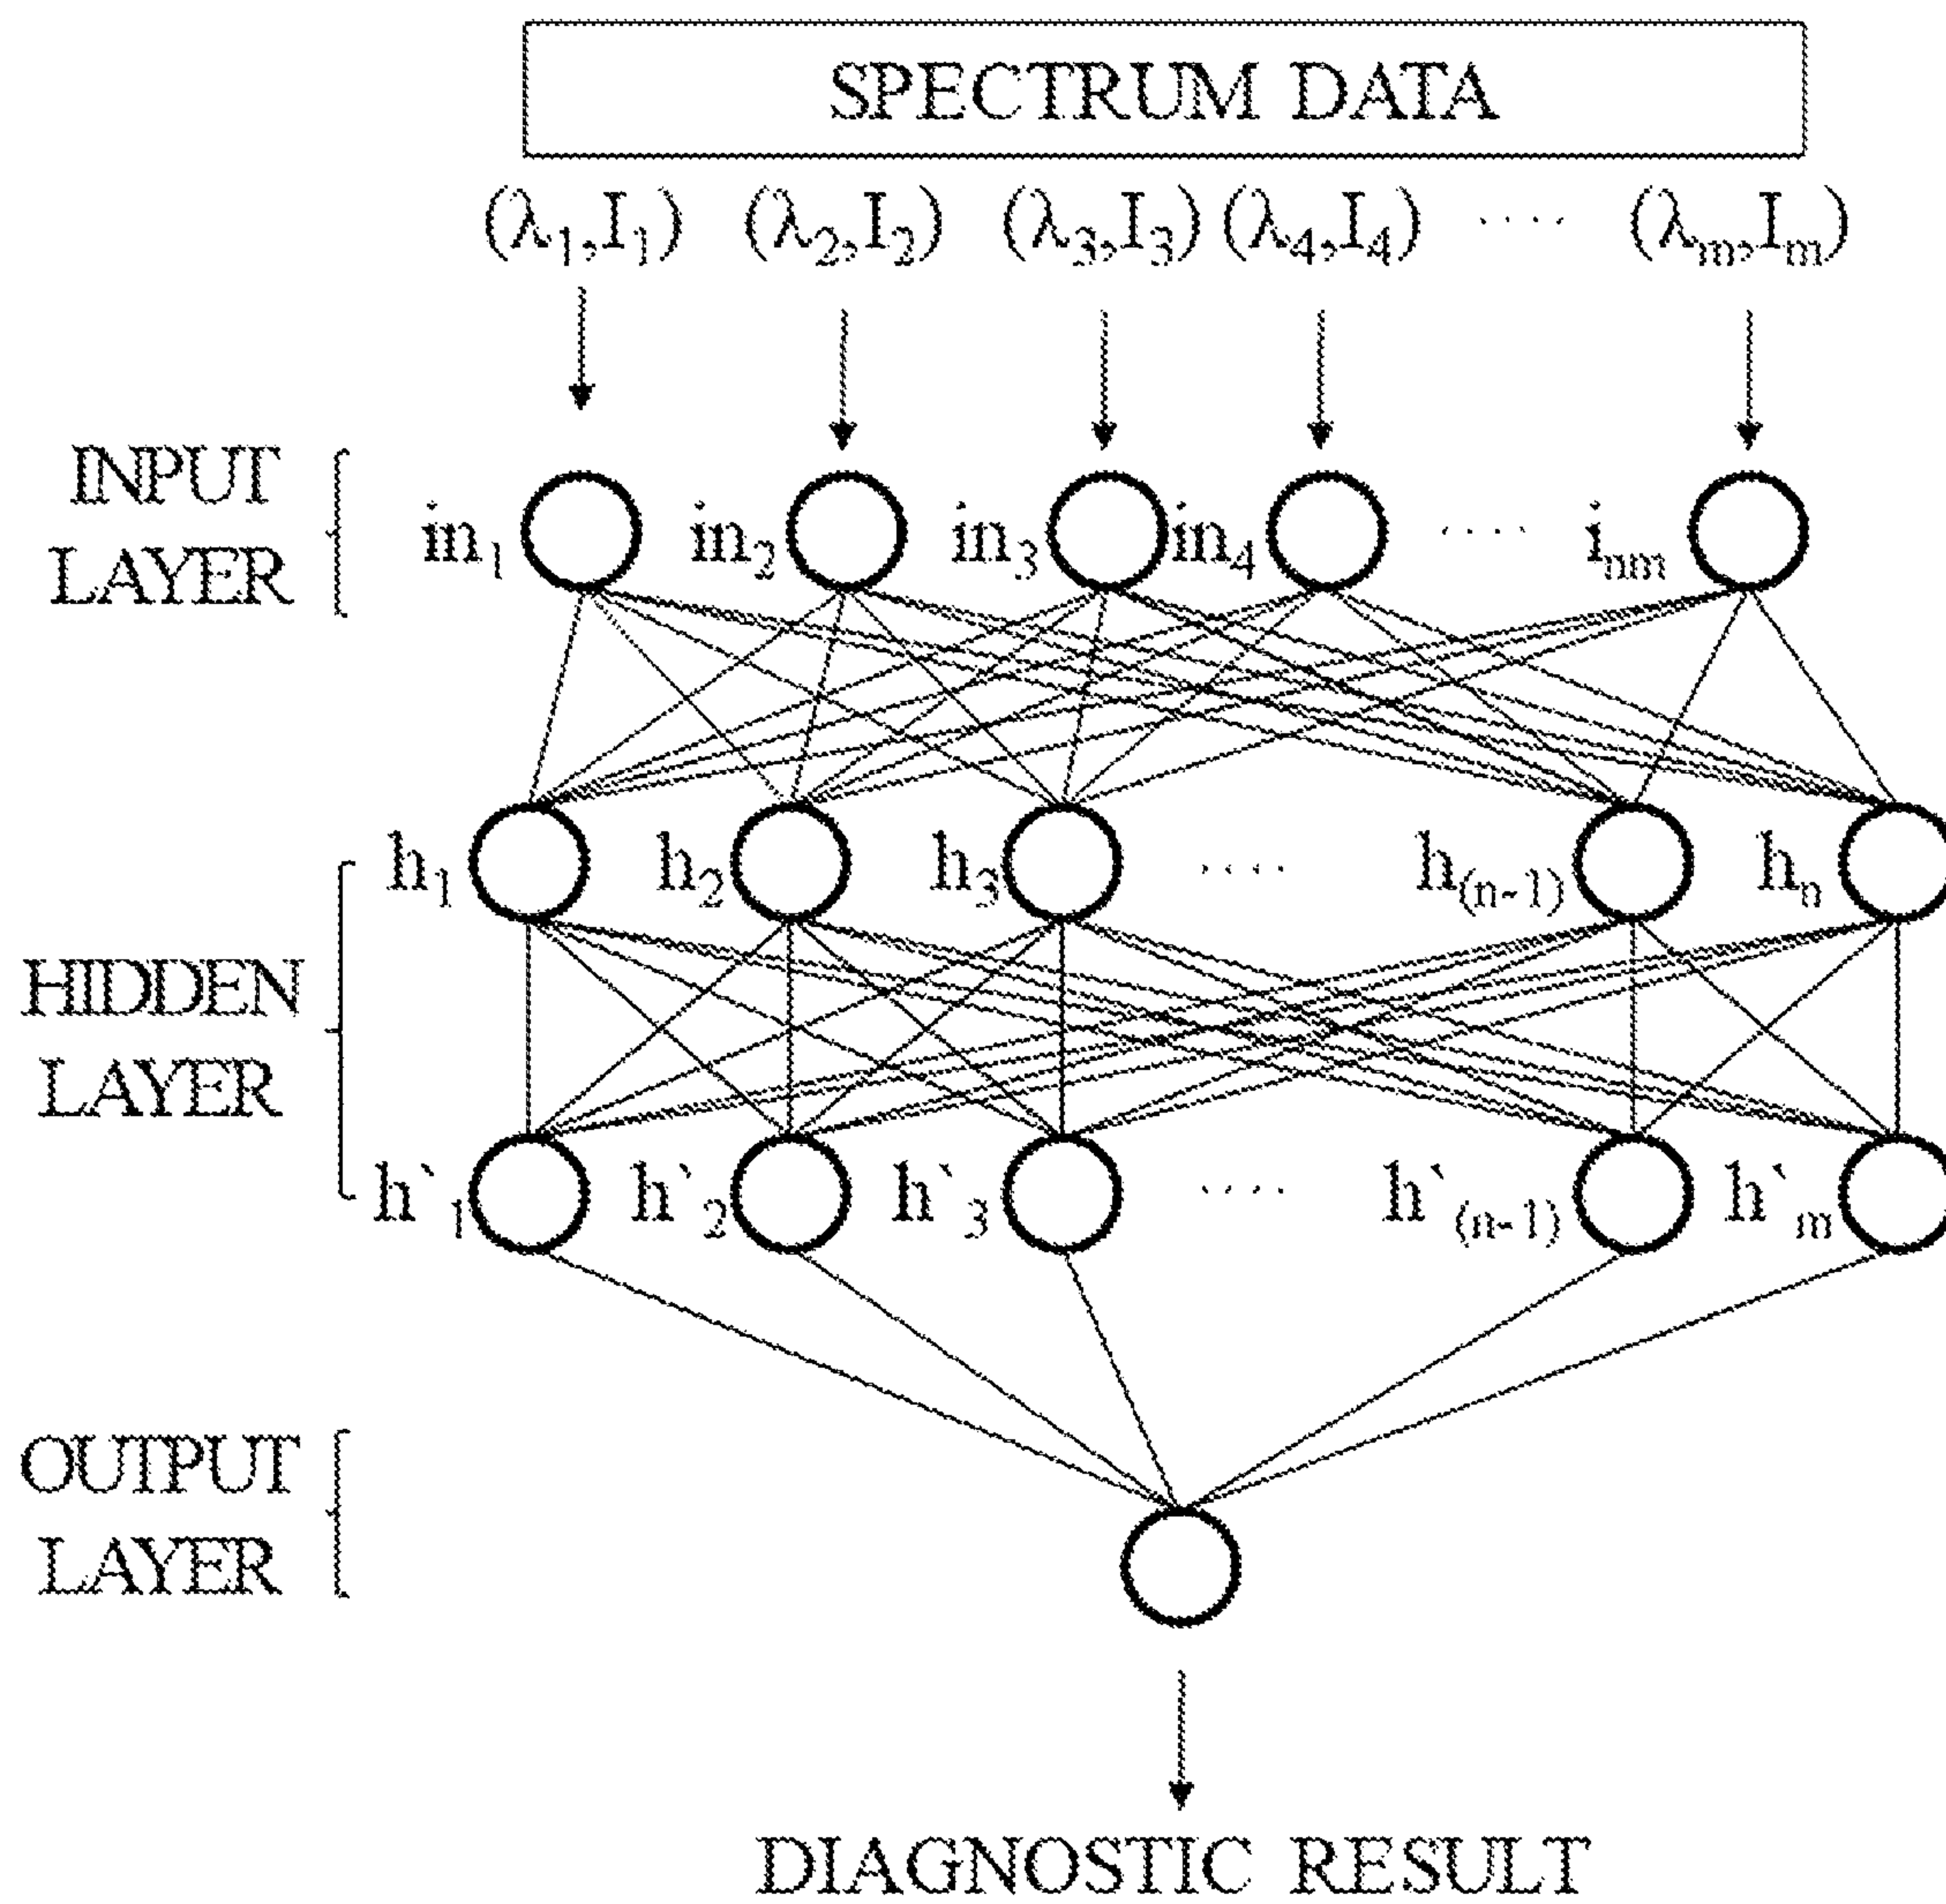 SPECTRUM DATA
(λ₁,I₁) (λ₂,I₂) (λ₃,I₃) (λ₄,I₄) ···· (λₘ,Iₘ)
INPUT
LAYER
in₁ in₂ in₃ in₄ ···· iₙₘ
h₁ h₂ h₃ ···· h₍ₙ₋₁₎ hₙ
HIDDEN
LAYER
h`₁ h`₂ h`₃ ···· h`₍ₙ₋₁₎ h`ₘ
OUTPUT
LAYER
DIAGNOSTIC RESULT